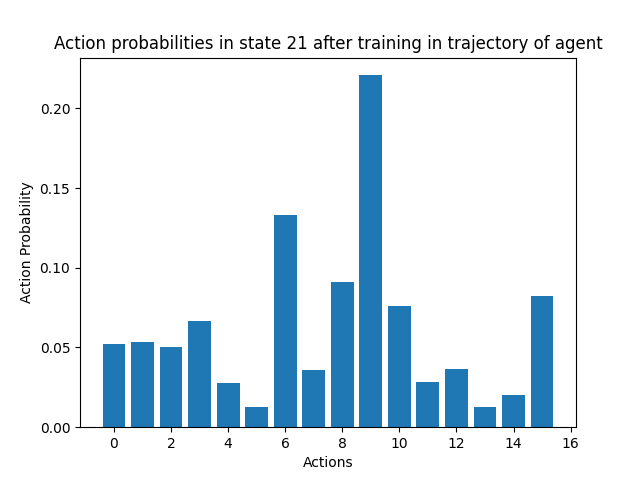 Action probabilities in state 21 after training in trajectory of agent
Action Probability
0.20
0.15
0.10
0.05
0.00
0 2 4 6 8 10 12 14 16
Actions